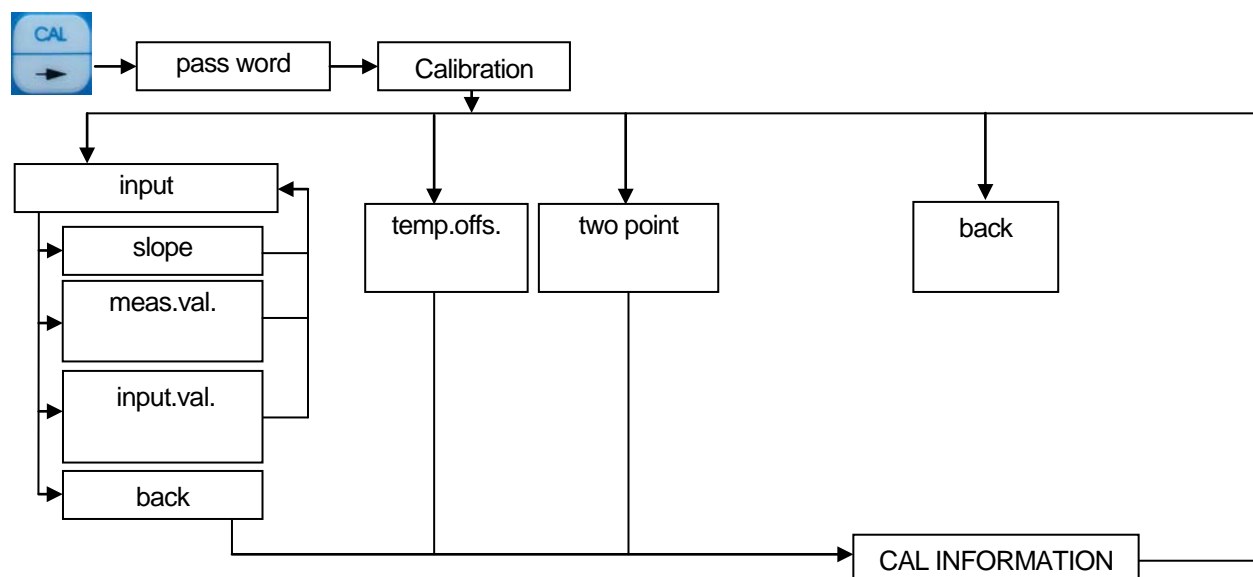 CAL
pass word
Calibration
input
slope
meas.val.
input.val.
back
temp.offs.
two point
back
CAL INFORMATION